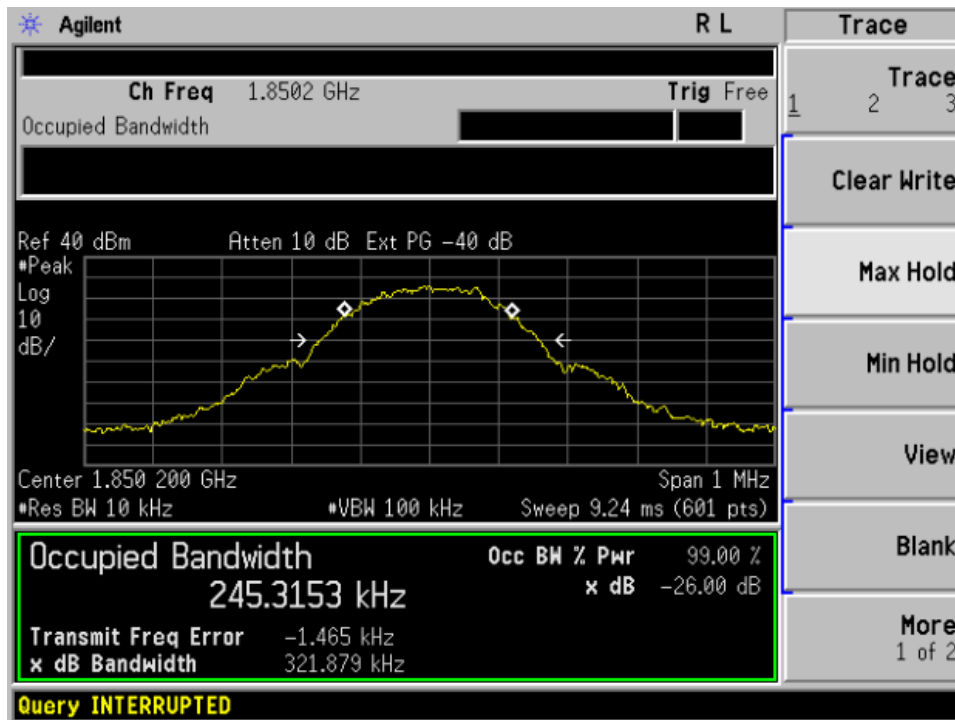 Agilent
R L
Trace
Ch Freq 1.8502 GHz
Trig Free
Occupied Bandwidth
Trace
1 2 3
Clear Write
Ref 40 dBm Atten 10 dB Ext PG -40 dB
#Peak
Log
10
dB/
Max Hold
Min Hold
View
Center 1.850 200 GHz
Span 1 MHz
#Res BW 10 kHz
#VBW 100 kHz
Sweep 9.24 ms (601 pts)
Occupied Bandwidth
245.3153 kHz
Occ BW % Pwr 99.00 %
x dB -26.00 dB
Blank
Transmit Freq Error -1.465 kHz
x dB Bandwidth 321.879 kHz
More
1 of 2
Query INTERRUPTED